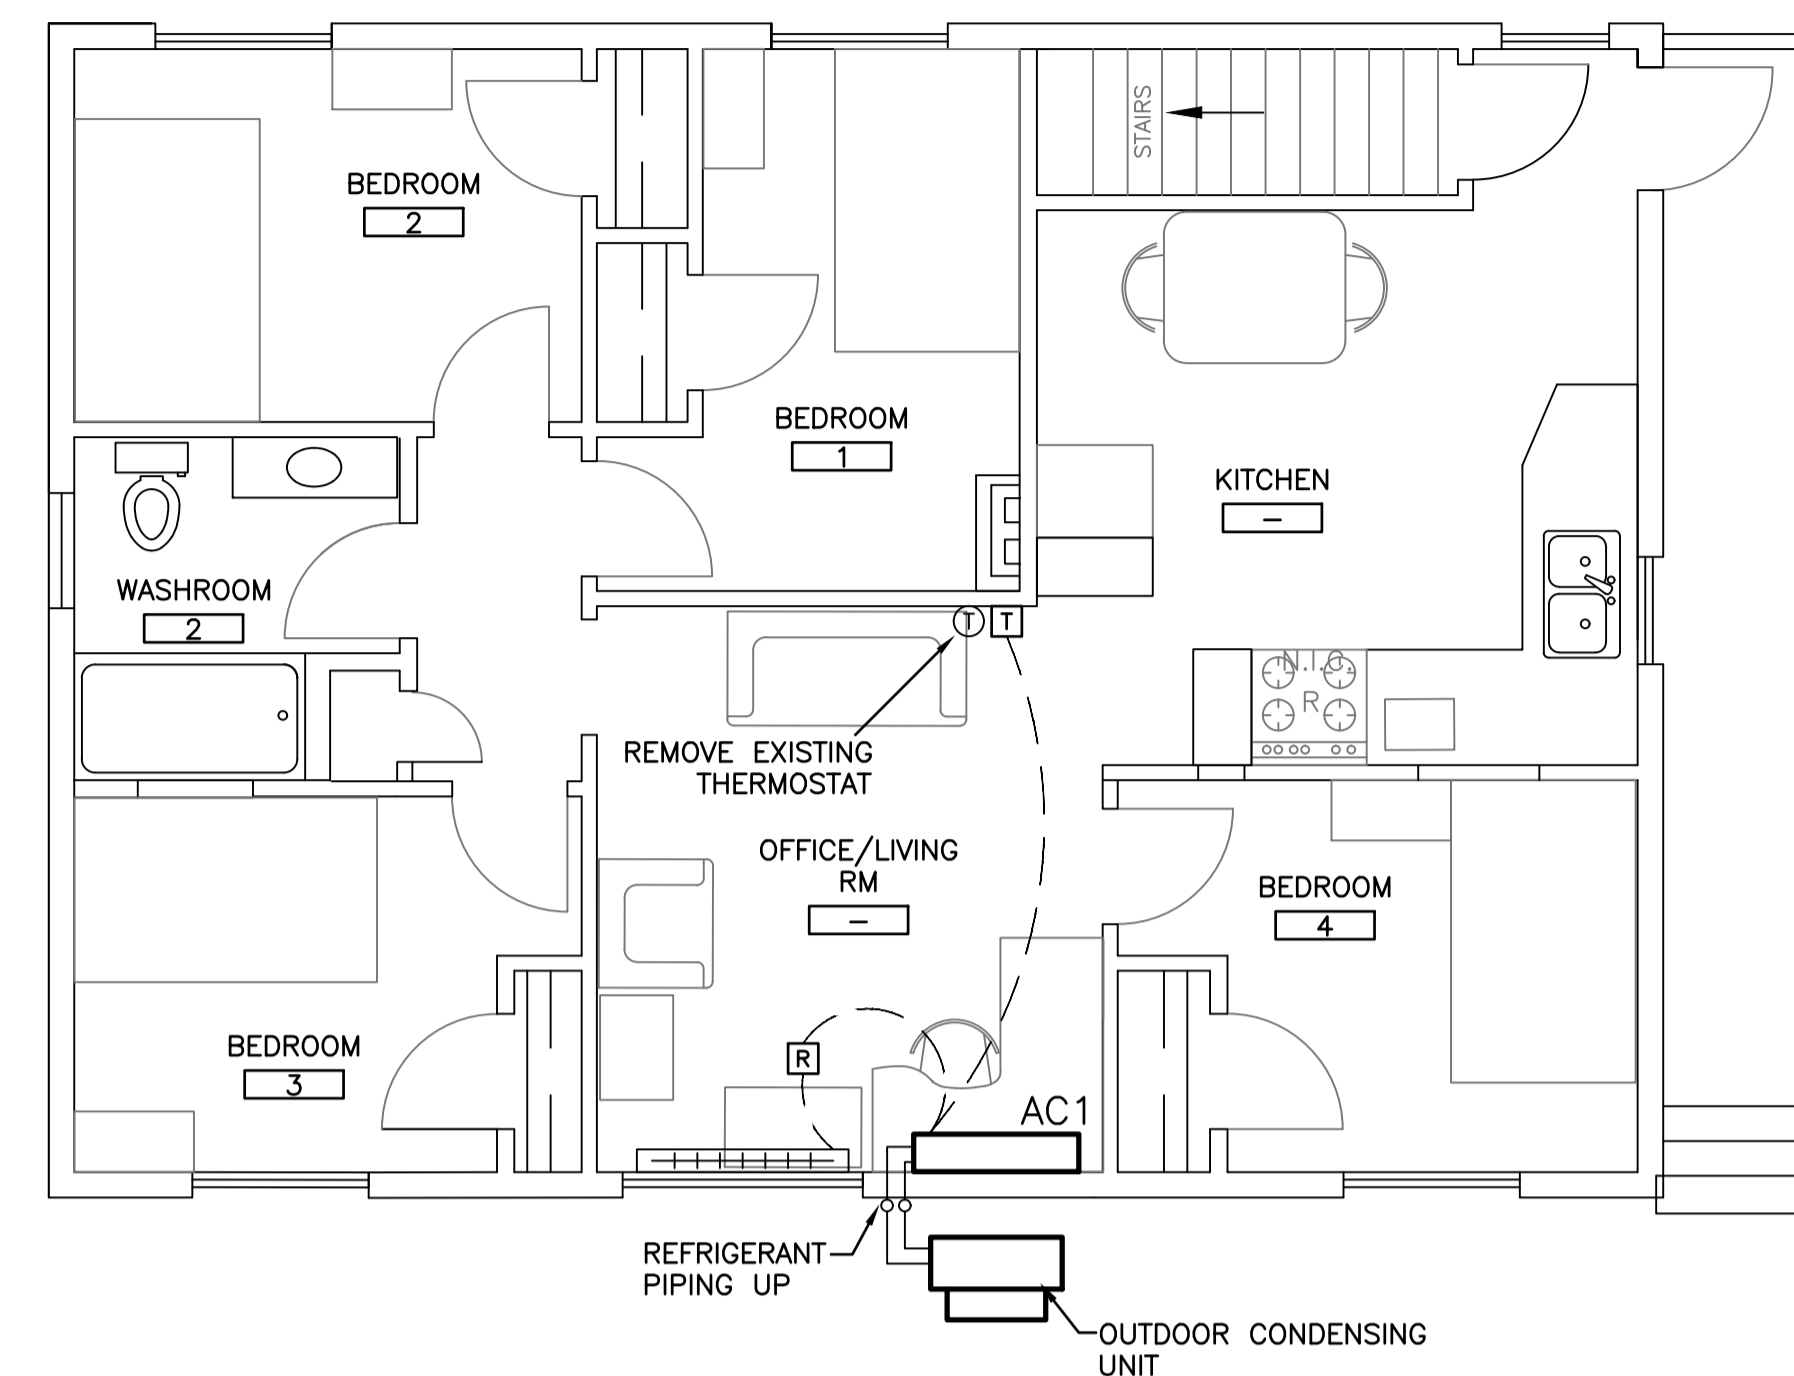 STAIRS
BEDROOM
2
BEDROOM
1
KITCHEN
–
WASHROOM
2
T
T
N.I.C.
R
REMOVE EXISTING
THERMOSTAT
OFFICE/LIVING
RM
–
BEDROOM
4
BEDROOM
3
R
AC1
REFRIGERANT
PIPING UP
OUTDOOR CONDENSING
UNIT